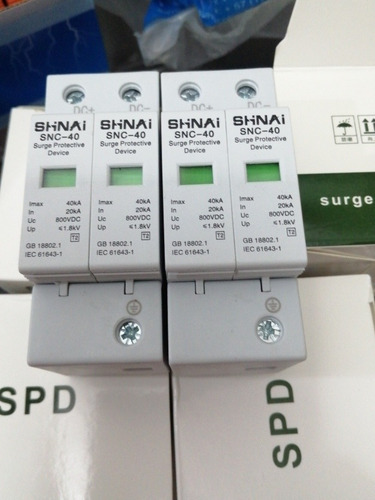 DC+ DC- DC+ DC-
SHNAi
SNC-40
Surge Protective
Device
Imax 40kA
In 20kA
Uc 800VDC
Up ≤1.8kV
T2
GB 18802.1
IEC 61643-1
SHNAi
SNC-40
Surge Protective
Device
Imax 40kA
In 20kA
Uc 800VDC
Up ≤1.8kV
T2
GB 18802.1
IEC 61643-1
SHNAi
SNC-40
Surge Protective
Device
Imax 40kA
In 20kA
Uc 800VDC
Up ≤1.8kV
T2
GB 18802.1
IEC 61643-1
SHNAi
SNC-40
Surge Protective
Device
Imax 40kA
In 20kA
Uc 800VDC
Up ≤1.8kV
T2
GB 18802.1
IEC 61643-1
surge
SPD
SPD